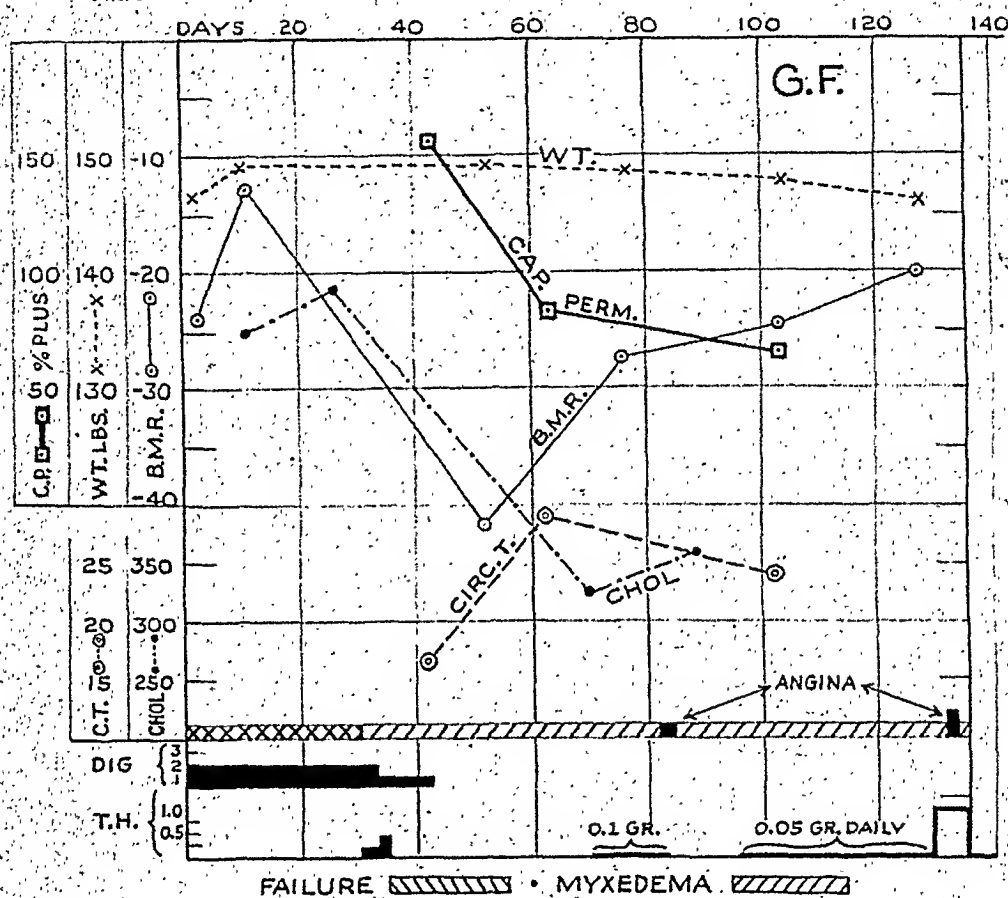 DAYS 20 40 60 80 100 120 140
G.F.
150 150 -10
WT.
CAP. PERM.
100 140 -20
50 130 -30
B.M.R.
-40
C.P. % PLUS
WT. LBS.
B.M.R.
25 350
CIRC. T.
CHOL
20 300
15 250
C.T.
CHOL
ANGINA
DIG 3 2 1
T.H. 1.0 0.5
0.1 GR. 0.05 GR. DAILY
FAILURE • MYXEDEMA